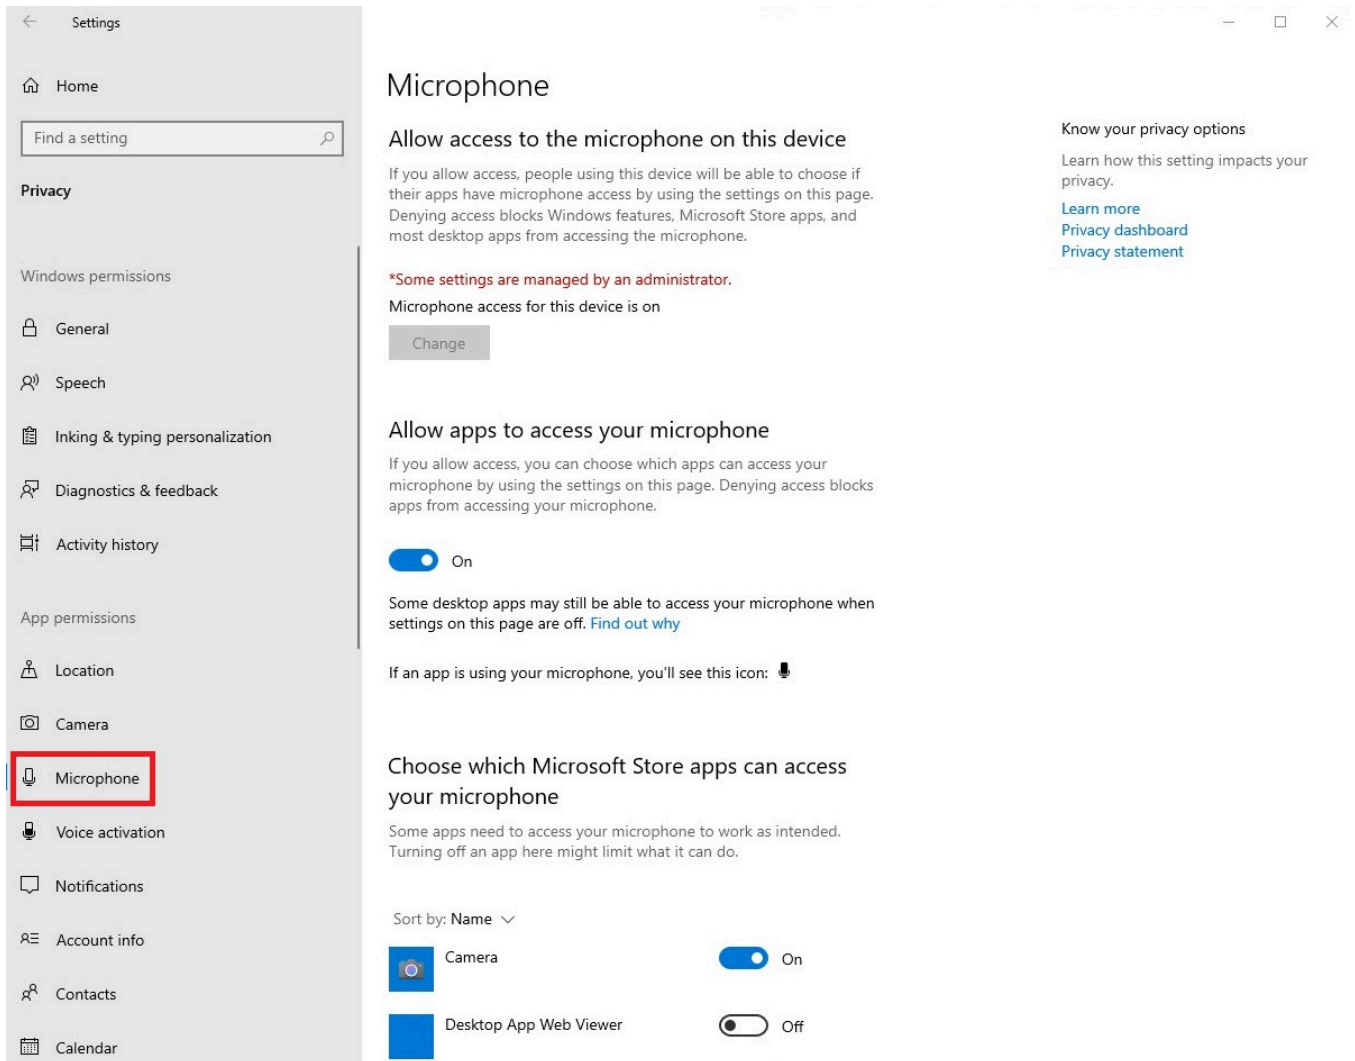 Settings
Home
Find a setting
Privacy
Windows permissions
General
Speech
Inking & typing personalization
Diagnostics & feedback
Activity history
App permissions
Location
Camera
Microphone
Voice activation
Notifications
Account info
Contacts
Calendar
Microphone
Allow access to the microphone on this device
If you allow access, people using this device will be able to choose if
their apps have microphone access by using the settings on this page.
Denying access blocks Windows features, Microsoft Store apps, and
most desktop apps from accessing the microphone.
*Some settings are managed by an administrator.
Microphone access for this device is on
Change
Allow apps to access your microphone
If you allow access, you can choose which apps can access your
microphone by using the settings on this page. Denying access blocks
apps from accessing your microphone.
On
Some desktop apps may still be able to access your microphone when
settings on this page are off. Find out why
If an app is using your microphone, you'll see this icon:
Choose which Microsoft Store apps can access
your microphone
Some apps need to access your microphone to work as intended.
Turning off an app here might limit what it can do.
Sort by: Name
Camera On
Desktop App Web Viewer Off
Know your privacy options
Learn how this setting impacts your
privacy.
Learn more
Privacy dashboard
Privacy statement